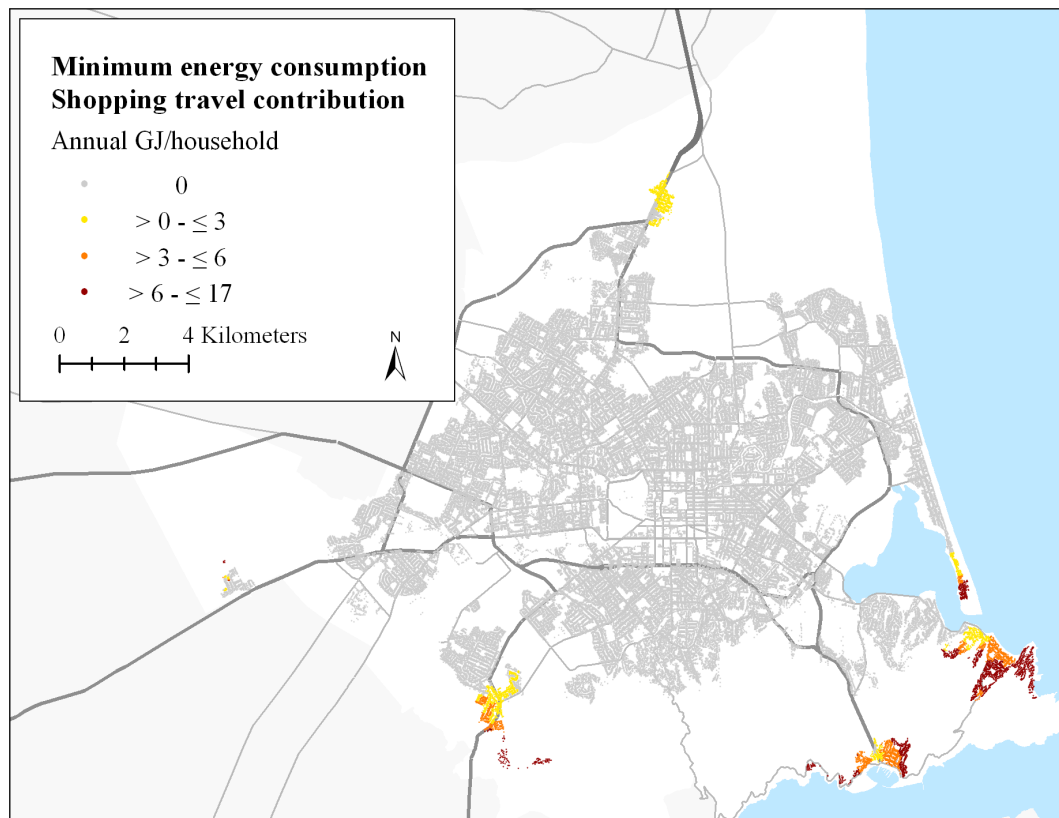 Minimum energy consumption
Shopping travel contribution
Annual GJ/household
0
> 0 - ≤ 3
> 3 - ≤ 6
> 6 - ≤ 17
0 2 4 Kilometers
N